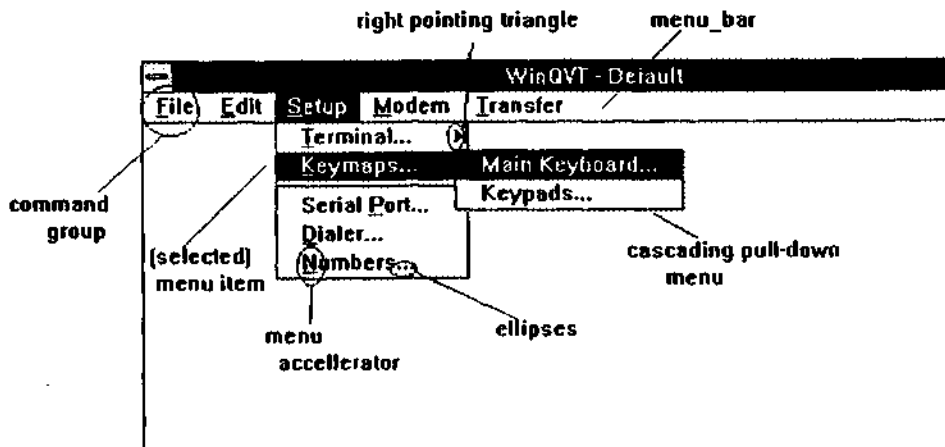 right pointing triangle
menu_bar
WinQVT - Default
File Edit Setup Modem Transfer
Terminal...
Keymaps...
Main Keyboard...
Keypads...
Serial Port...
Dialer...
Numbers...
command
group
(selected)
menu item
cascading pull-down
menu
menu
accellerator
ellipses